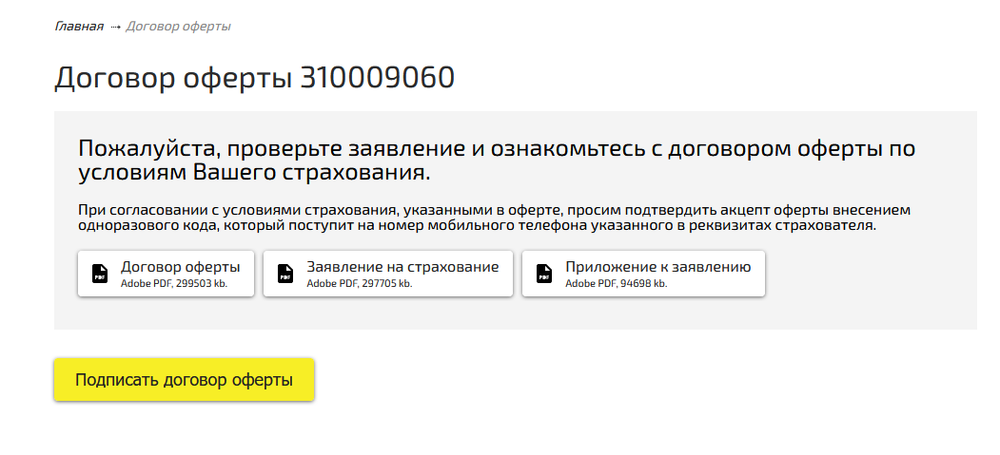 Главная ⇢ Договор оферты
Договор оферты 310009060
Пожалуйста, проверьте заявление и ознакомьтесь с договором оферты по
условиям Вашего страхования.
При согласовании с условиями страхования, указанными в оферте, просим подтвердить акцепт оферты внесением
одноразового кода, который поступит на номер мобильного телефона указанного в реквизитах страхователя.
PDF Договор оферты
Adobe PDF, 299503 kb.
PDF Заявление на страхование
Adobe PDF, 297705 kb.
PDF Приложение к заявлению
Adobe PDF, 94698 kb.
Подписать договор оферты